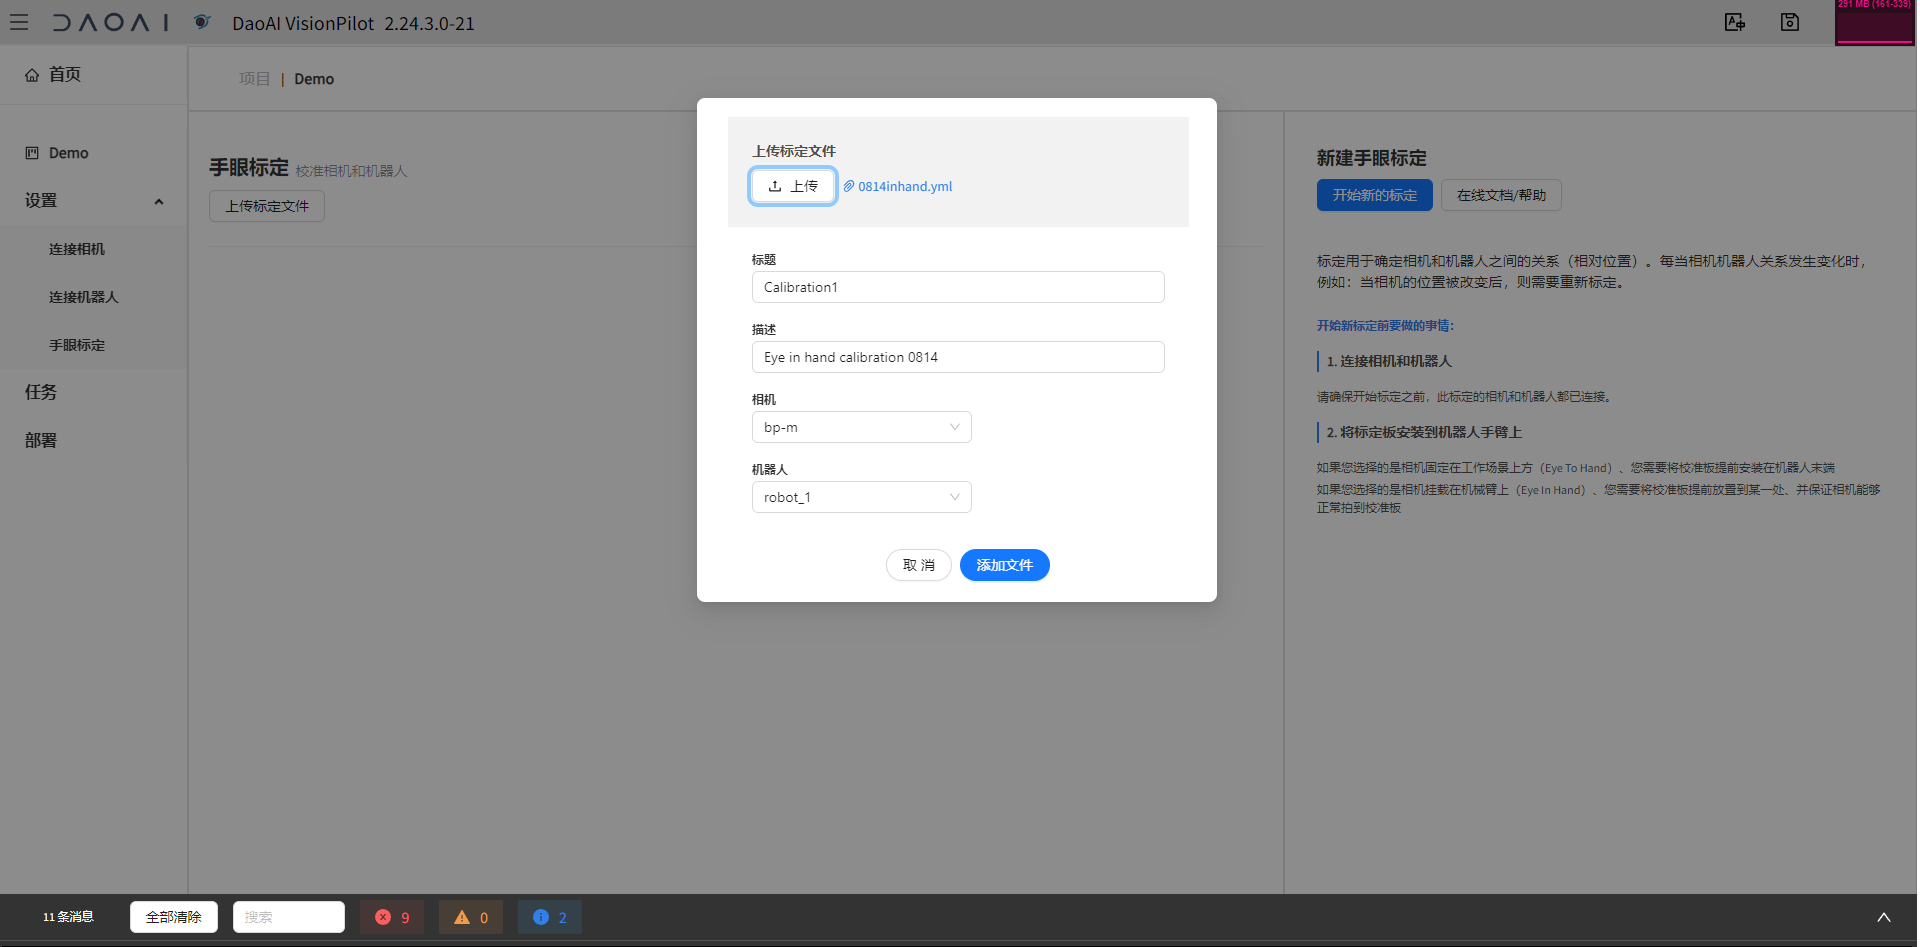 DAOAI DaoAI VisionPilot 2.24.3.0-21
291 MB (161-339)
首页
项目 | Demo
Demo
设置
连接相机
连接机器人
手眼标定
任务
部署
手眼标定 校准相机和机器人
上传标定文件
上传标定文件
上传 0814inhand.yml
标题
Calibration1
描述
Eye in hand calibration 0814
相机
bp-m
机器人
robot_1
取 消 添加文件
新建手眼标定
开始新的标定 在线文档/帮助
标定用于确定相机和机器人之间的关系（相对位置）。每当相机机器人关系发生变化时，
例如：当相机的位置被改变后，则需要重新标定。
开始新标定前要做的事情：
1. 连接相机和机器人
请确保开始标定之前，此标定的相机和机器人都已连接。
2. 将标定板安装到机器人手臂上
如果您选择的是相机固定在工作场景上方（Eye To Hand）、您需要将校准板提前安装在机器人末端
如果您选择的是相机挂载在机械臂上（Eye In Hand）、您需要将校准板提前放置到某一处、并保证相机能够
正常拍到校准板
11 条消息 全部清除 搜索 9 0 2